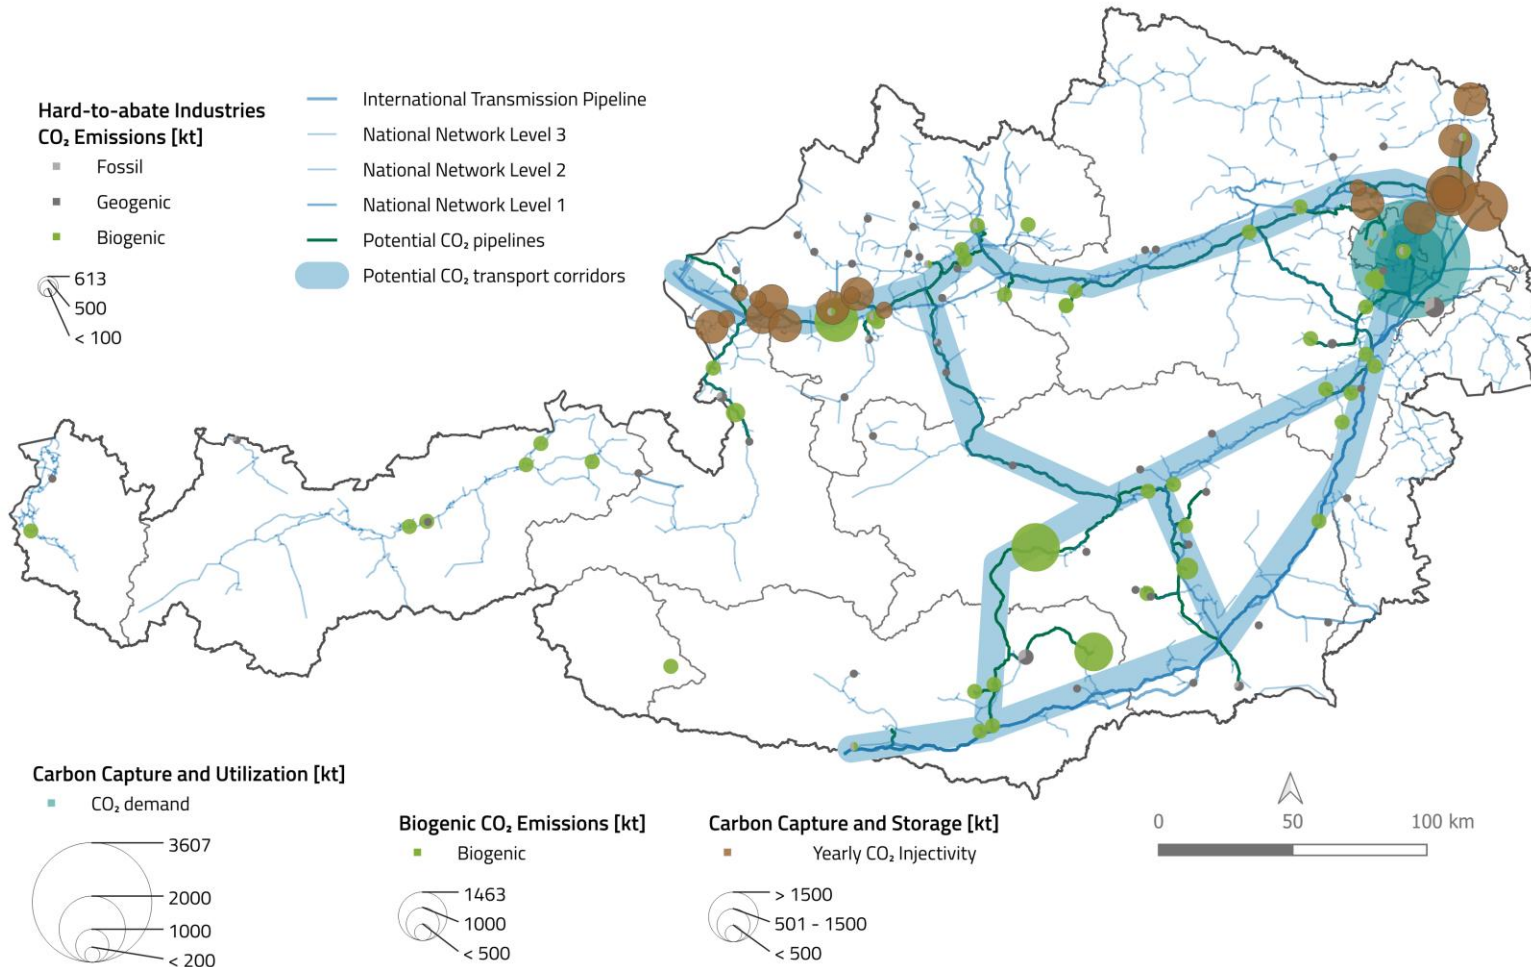 Hard-to-abate Industries
CO₂ Emissions [kt]
Fossil
Geogenic
Biogenic
613
500
< 100
International Transmission Pipeline
National Network Level 3
National Network Level 2
National Network Level 1
Potential CO₂ pipelines
Potential CO₂ transport corridors
Carbon Capture and Utilization [kt]
CO₂ demand
3607
2000
1000
< 200
Biogenic CO₂ Emissions [kt]
Biogenic
1463
1000
< 500
Carbon Capture and Storage [kt]
Yearly CO₂ Injectivity
> 1500
501 - 1500
< 500
0 50 100 km